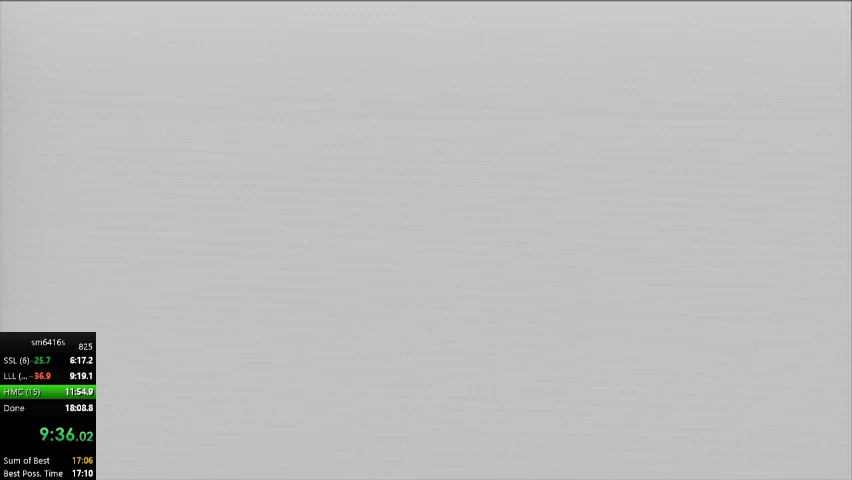 sm6416s
825
SSL (6) -25.7 6:17.2
LLL (... -36.9 9:19.1
HMC (15) 11:54.9
Done 18:08.8
9:36.02
Sum of Best 17:06
Best Poss. Time 17:10